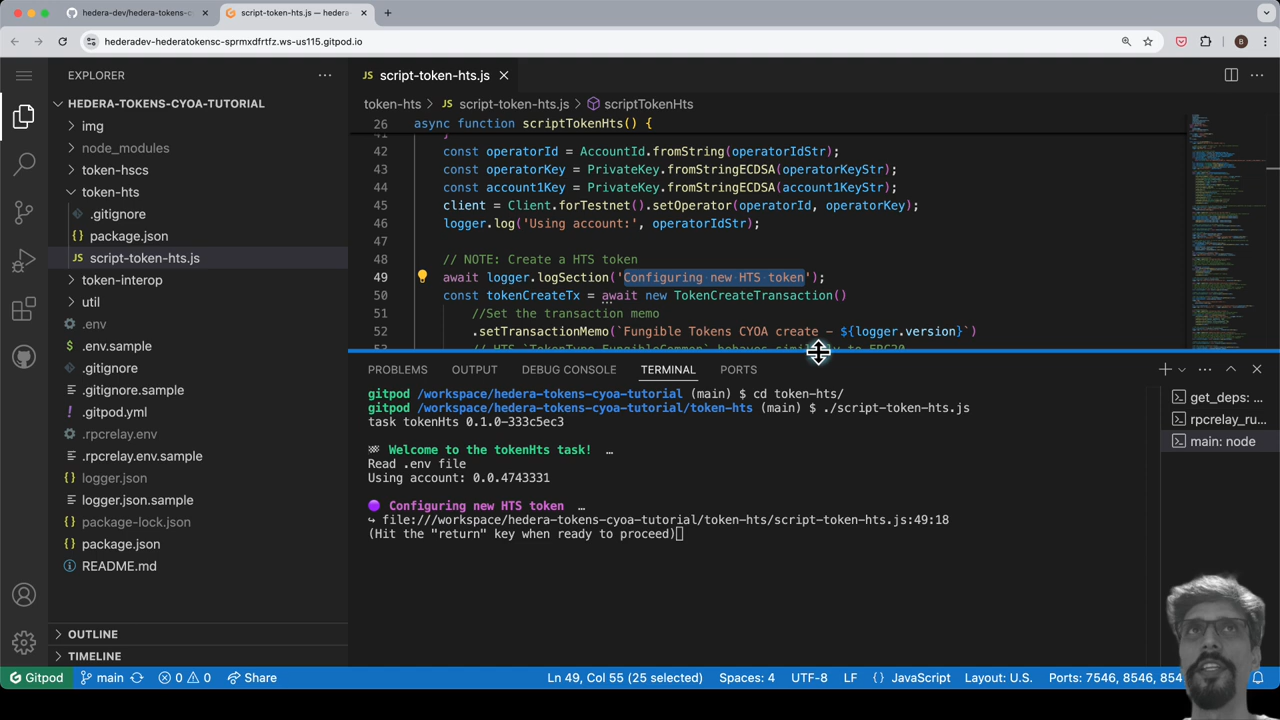 hedera-dev/hedera-tokens-c
script-token-hts.js — hedera-
hederadev-hederatokensc-sprmxdfrtfz.ws-us115.gitpod.io
B
EXPLORER
HEDERA-TOKENS-CYOA-TUTORIAL
img
node_modules
token-hscs
token-hts
.gitignore
{} package.json
JS script-token-hts.js
token-interop
util
.env
.env.sample
.gitignore
.gitignore.sample
.gitpod.yml
.rpcrelay.env
.rpcrelay.env.sample
{} logger.json
logger.json.sample
{} package-lock.json
{} package.json
README.md
OUTLINE
TIMELINE
JS script-token-hts.js
token-hts > JS script-token-hts.js > scriptTokenHts
26 async function scriptTokenHts() {
41 }
42 const operatorId = AccountId.fromString(operatorIdStr);
43 const operatorKey = PrivateKey.fromStringECDSA(operatorKeyStr);
44 const account1Key = PrivateKey.fromStringECDSA(account1KeyStr);
45 client = Client.forTestnet().setOperator(operatorId, operatorKey);
46 logger.log('Using account:', operatorIdStr);
47
48 // NOTE: Create a HTS token
49 await logger.logSection('Configuring new HTS token');
50 const tokenCreateTx = await new TokenCreateTransaction()
51 //Set the transaction memo
52 .setTransactionMemo(`Fungible Tokens CYOA create - ${logger.version}`)
53 // HTS `TokenType.FungibleCommon` behaves similarly to ERC20
PROBLEMS OUTPUT DEBUG CONSOLE TERMINAL PORTS
gitpod /workspace/hedera-tokens-cyoa-tutorial (main) $ cd token-hts/
gitpod /workspace/hedera-tokens-cyoa-tutorial/token-hts (main) $ ./script-token-hts.js
task tokenHts 0.1.0-333c5ec3
Welcome to the tokenHts task! …
Read .env file
Using account: 0.0.4743331
Configuring new HTS token …
↪ file:///workspace/hedera-tokens-cyoa-tutorial/token-hts/script-token-hts.js:49:18
(Hit the "return" key when ready to proceed)
get_deps: ...
rpcrelay_ru...
main: node
Gitpod main 0 0 Share Ln 49, Col 55 (25 selected) Spaces: 4 UTF-8 LF {} JavaScript Layout: U.S. Ports: 7546, 8546, 854